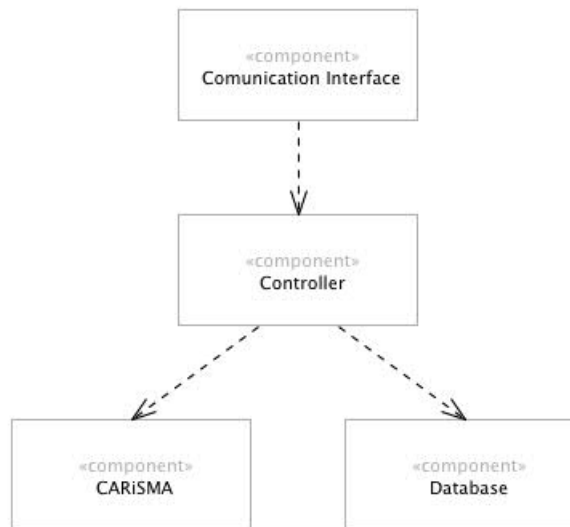 «component»
Comunication Interface
«component»
Controller
«component»
CARiSMA
«component»
Database